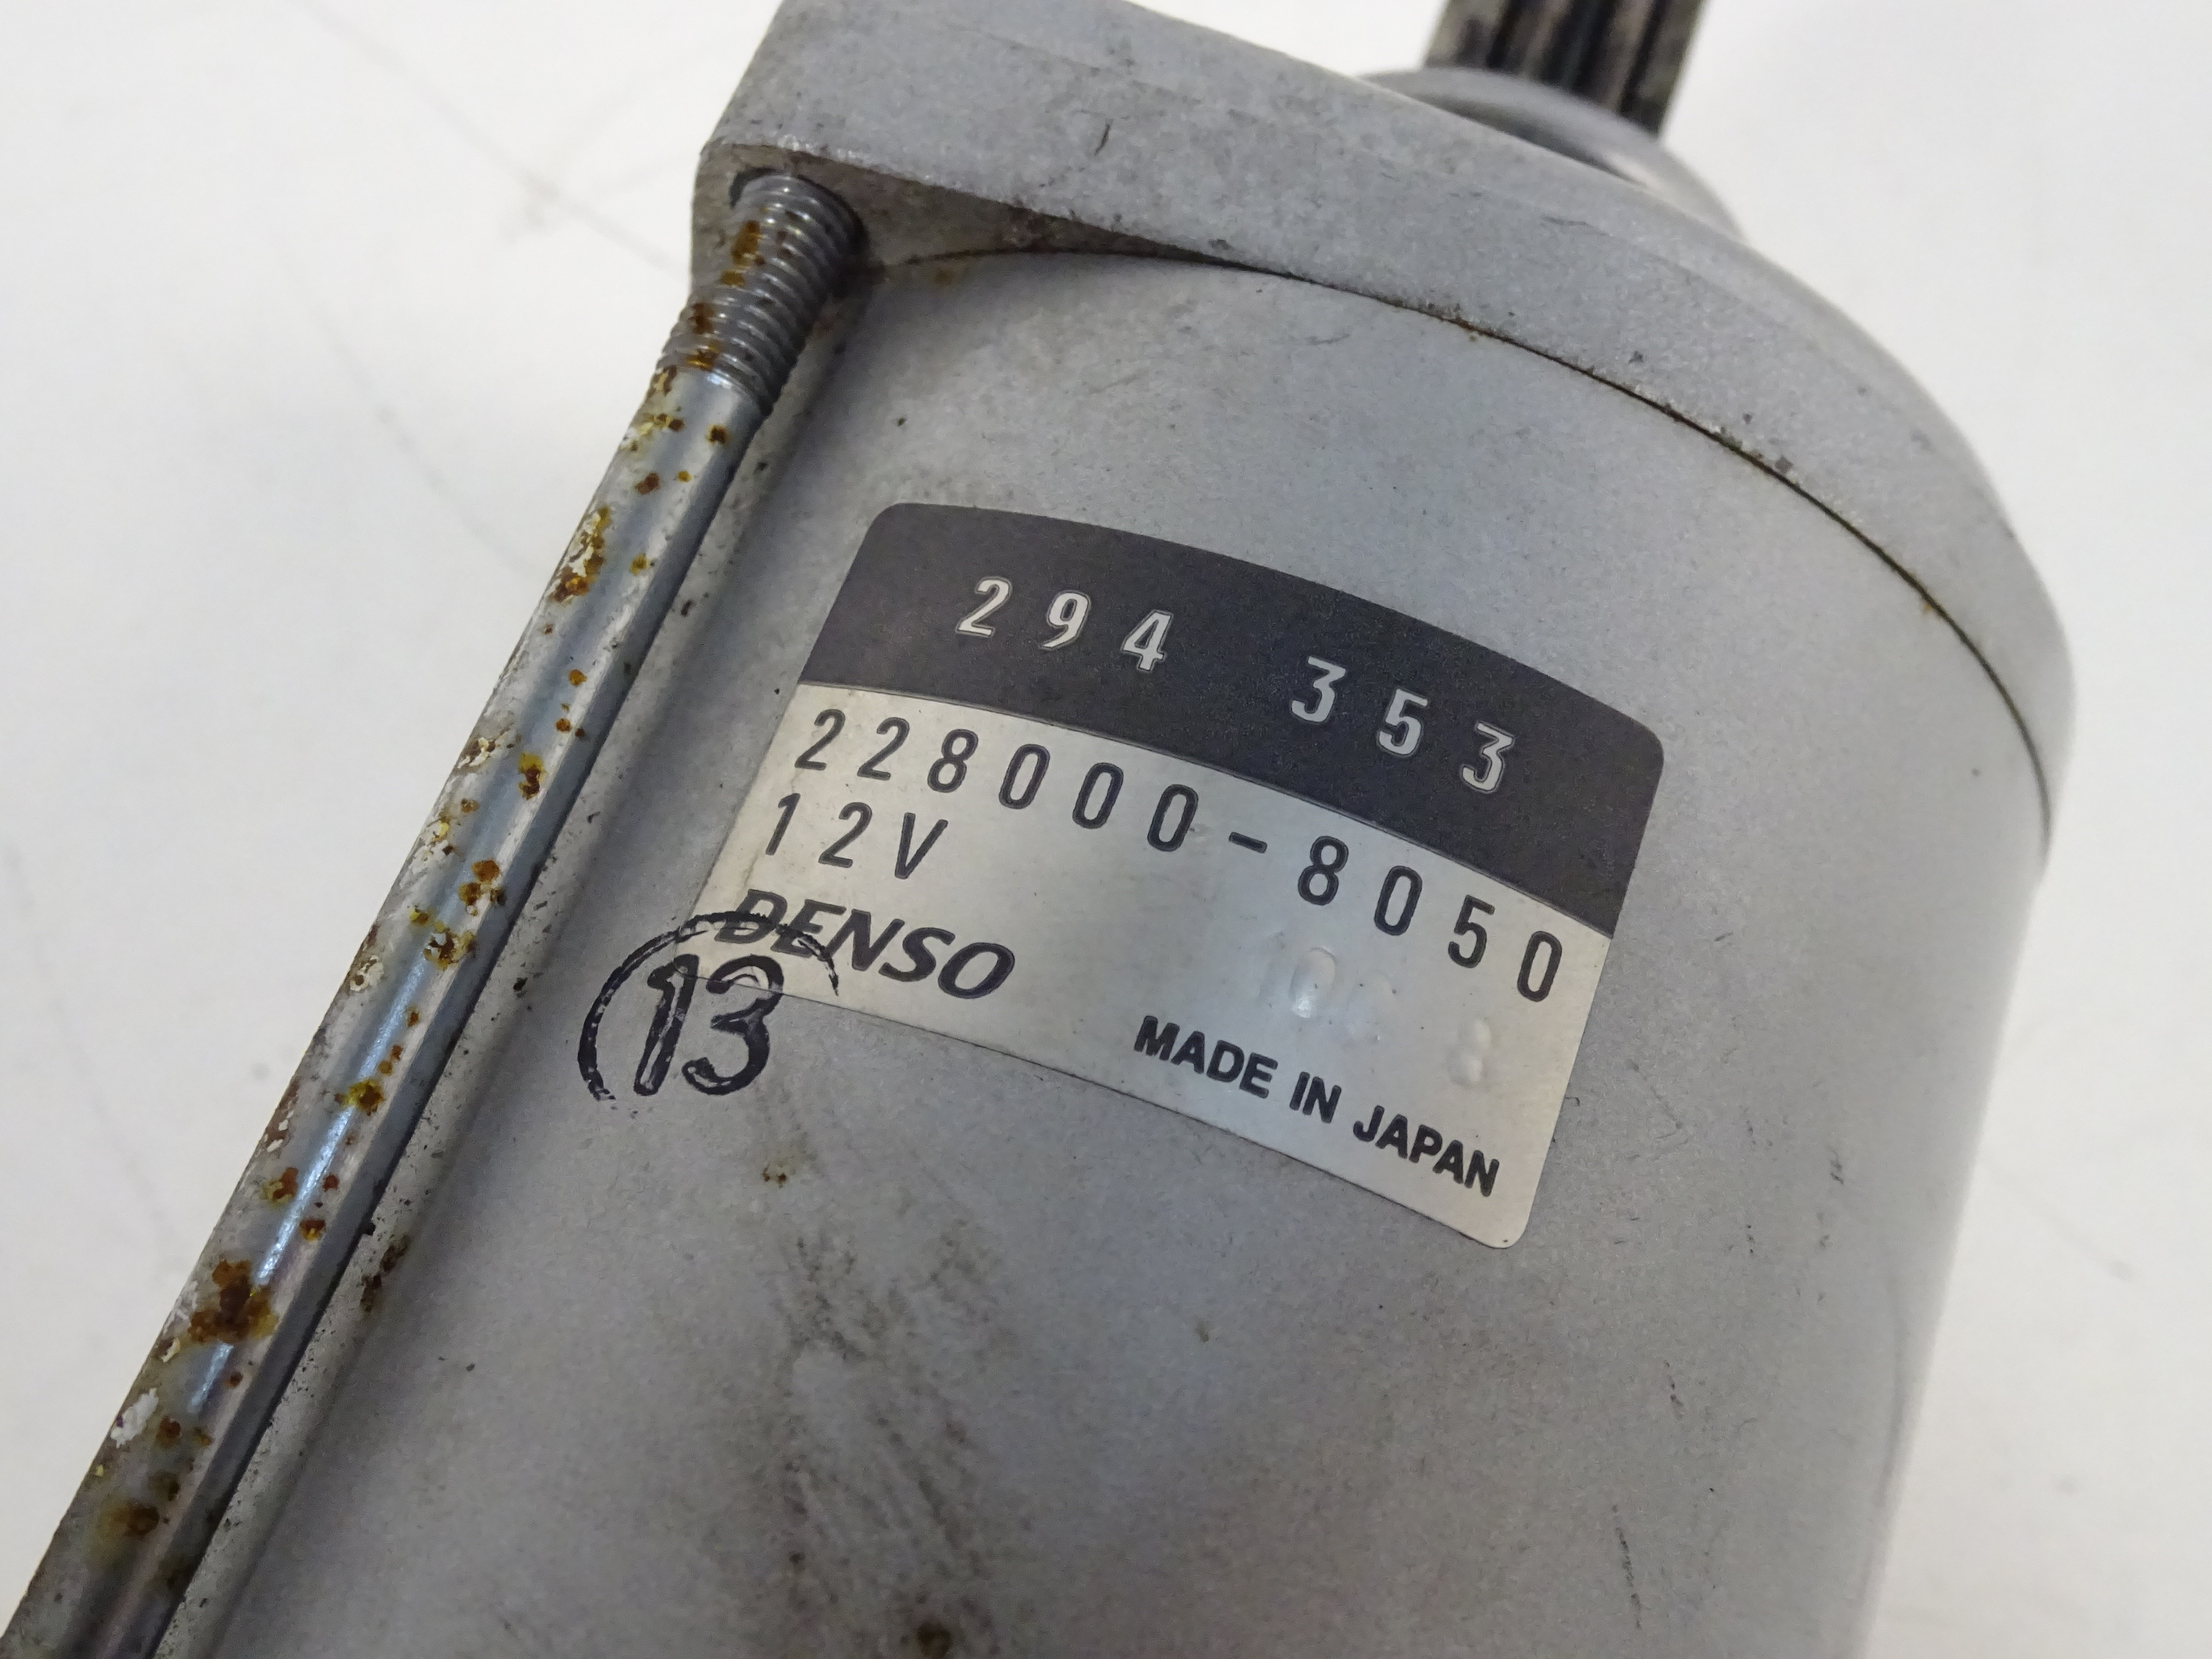 294 353
228000-8050
12V
DENSO
13
MADE IN JAPAN